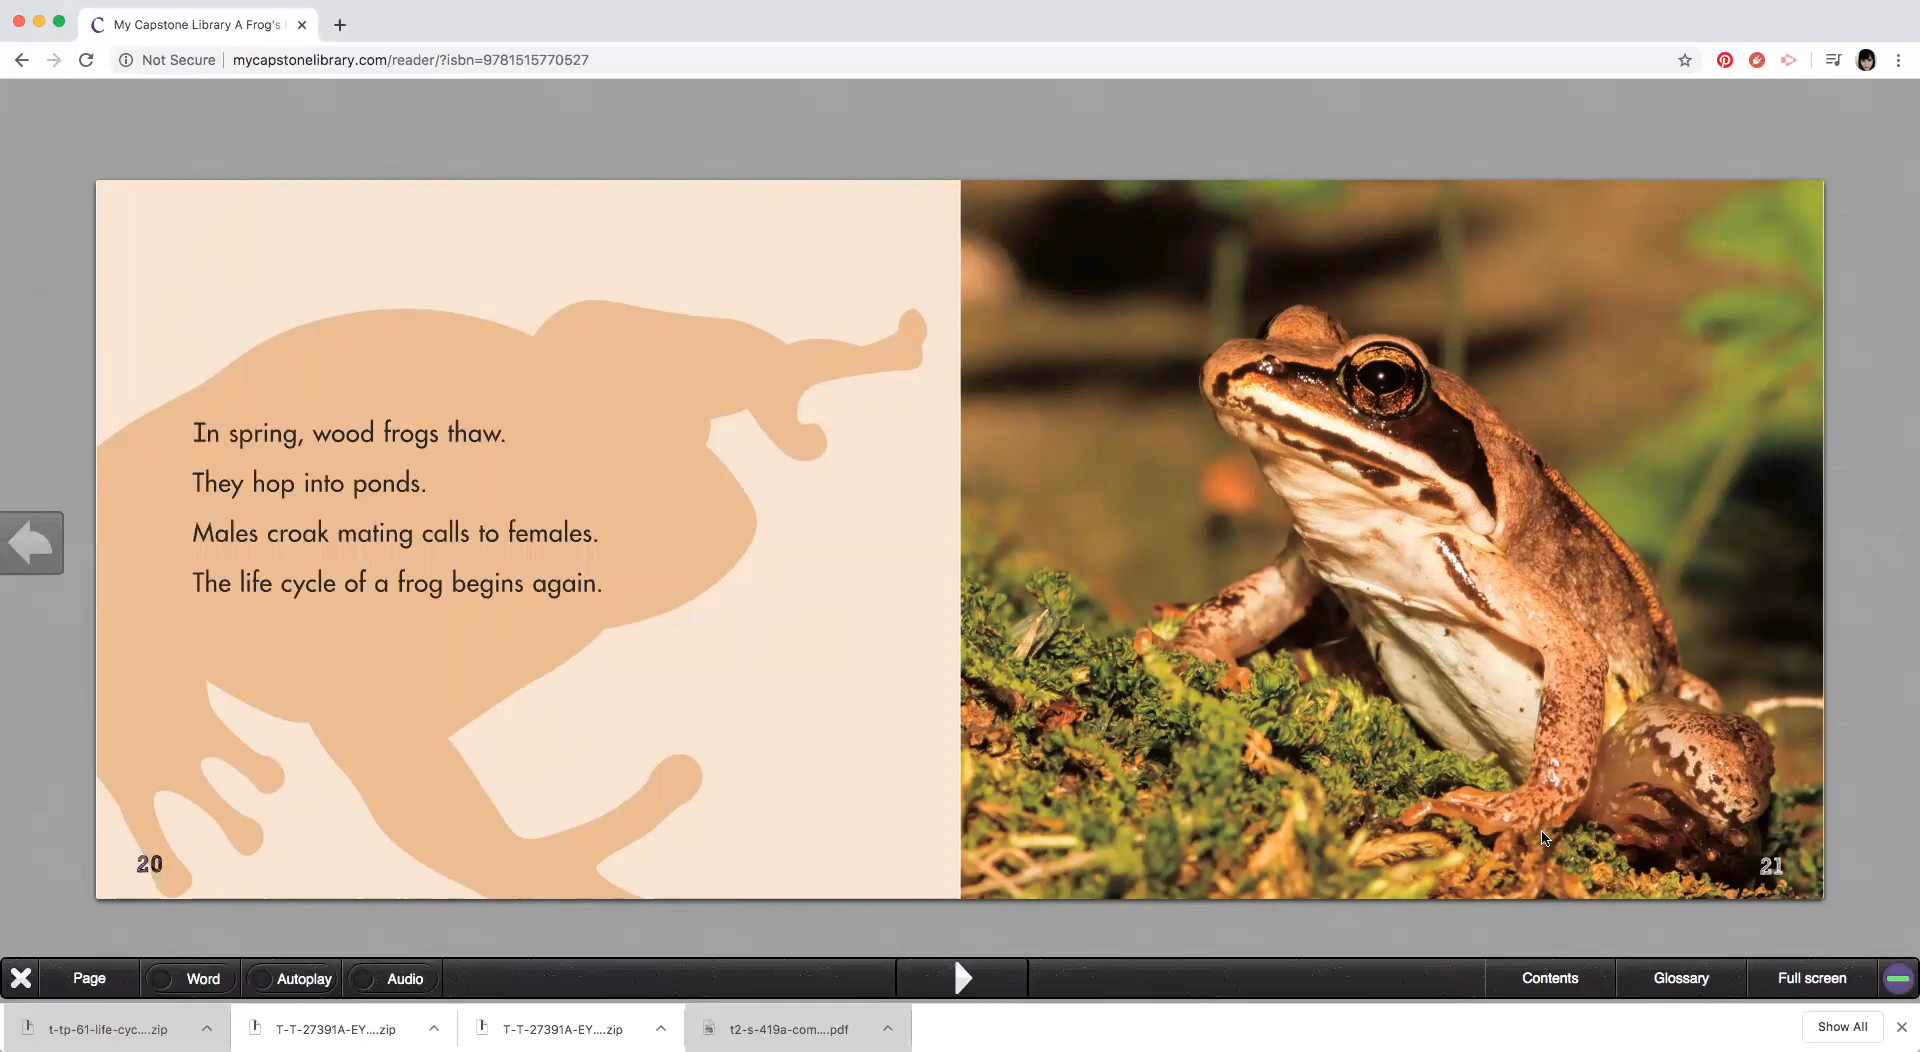 My Capstone Library A Frog's
Not Secure
mycapstonelibrary.com/reader/?isbn=9781515770527
In spring, wood frogs thaw.
They hop into ponds.
Males croak mating calls to females.
The life cycle of a frog begins again.
20
21
Page
Word
Autoplay
Audio
Contents
Glossary
Full screen
t-tp-61-life-cyc....zip
T-T-27391A-EY....zip
T-T-27391A-EY....zip
t2-s-419a-com....pdf
Show All